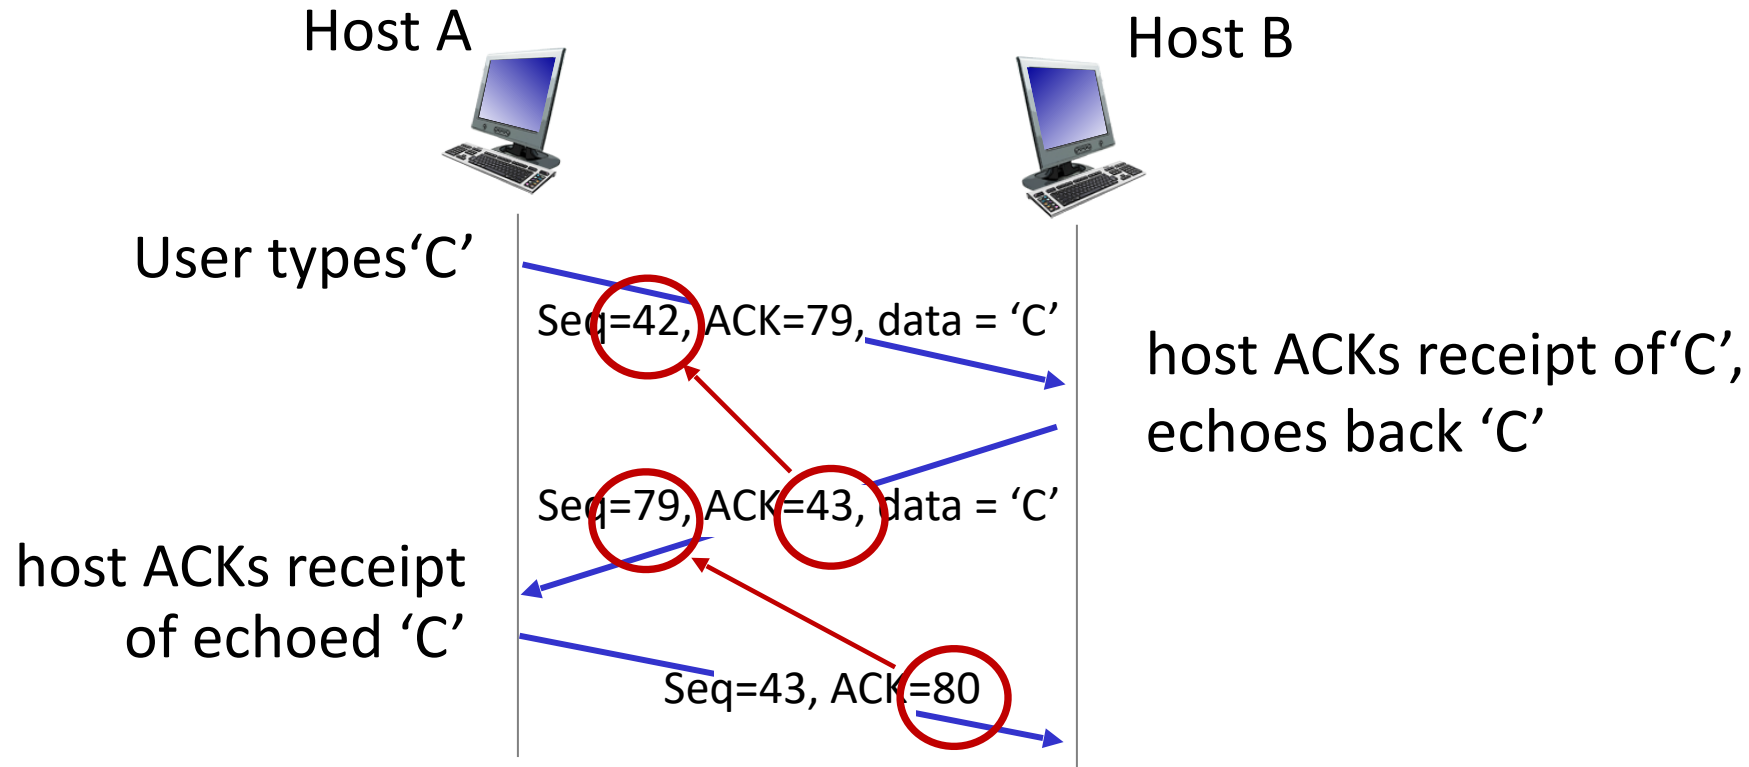 Host A
Host B
User types‘C’
Seq=42, ACK=79, data = ‘C’
host ACKs receipt of‘C’,
echoes back ‘C’
Seq=79, ACK=43, data = ‘C’
host ACKs receipt
of echoed ‘C’
Seq=43, ACK=80